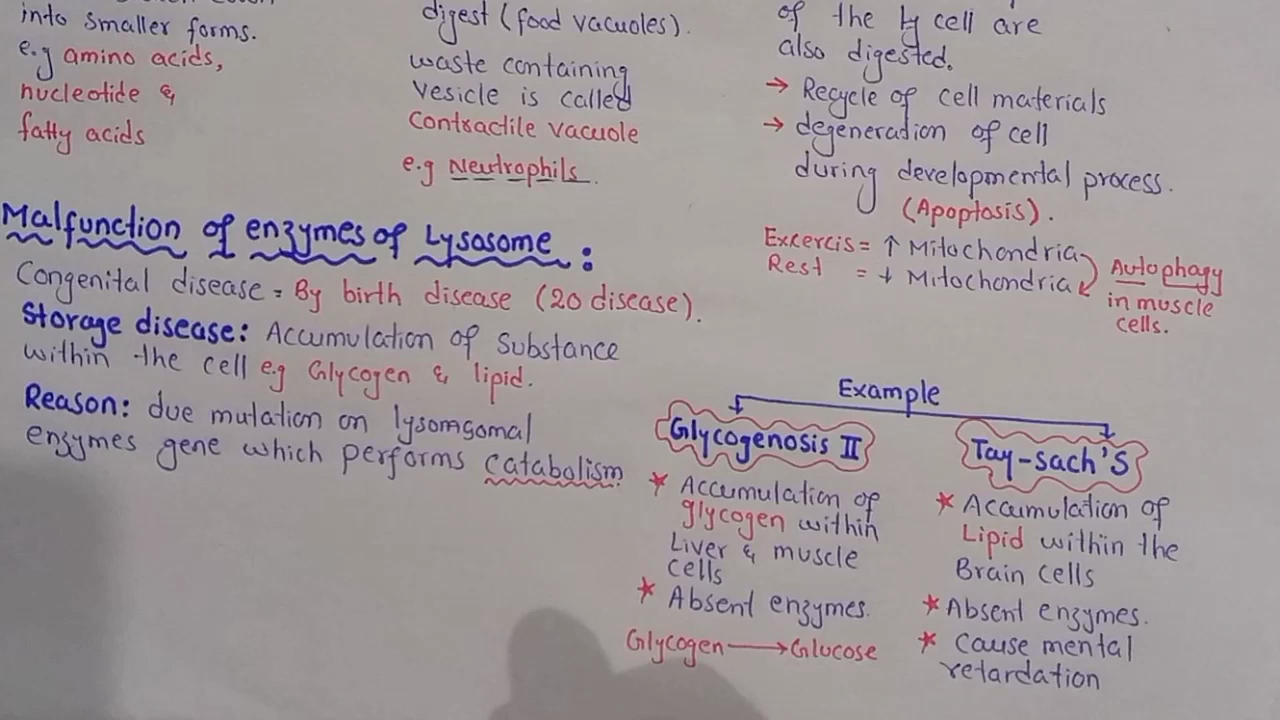 into smaller forms.
e.g amino acids,
nucleotide &
fatty acids
digest (food vacuoles).
waste containing
vesicle is called
Contractile vacuole
e.g Neutrophils.
of the ly cell are
also digested.
→ Recycle of cell materials
→ degeneration of cell
during developmental process.
(Apoptosis).
Excercis = ↑ Mitochondria
Rest = ↓ Mitochondria
Autophagy
in muscle
cells.
Malfunction of enzymes of Lysosome :
Congenital disease = By birth disease (20 disease).
Storage disease: Accumulation of Substance
within the cell e.g Glycogen & lipid.
Reason: due mutation on lysomsomal
enzymes gene which performs catabolism
Example
Glycogenosis II
* Accumulation of
glycogen within
Liver & muscle
cells
* Absent enzymes.
Glycogen → Glucose
Tay-sach'S
* Accumulation of
Lipid within the
Brain cells
* Absent enzymes.
* Cause mental
retardation